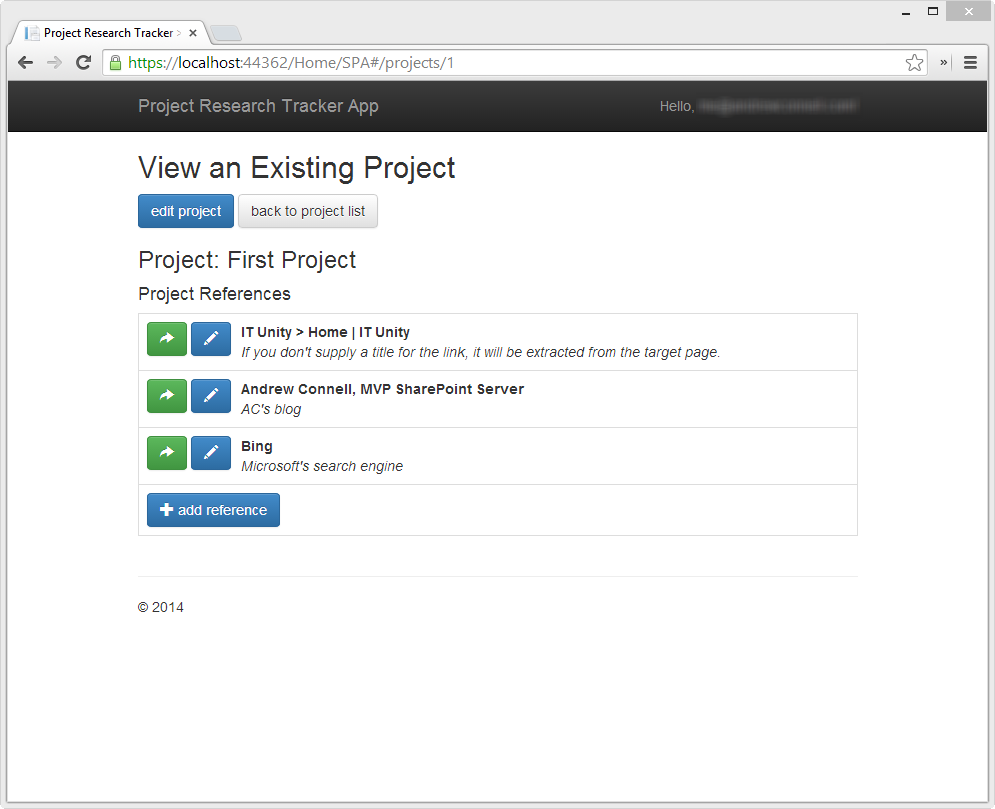 Project Research Tracker
https://localhost:44362/Home/SPA#/projects/1
»
Project Research Tracker App
Hello,
View an Existing Project
edit project
back to project list
Project: First Project
Project References
IT Unity > Home | IT Unity
If you don't supply a title for the link, it will be extracted from the target page.
Andrew Connell, MVP SharePoint Server
AC's blog
Bing
Microsoft's search engine
add reference
© 2014